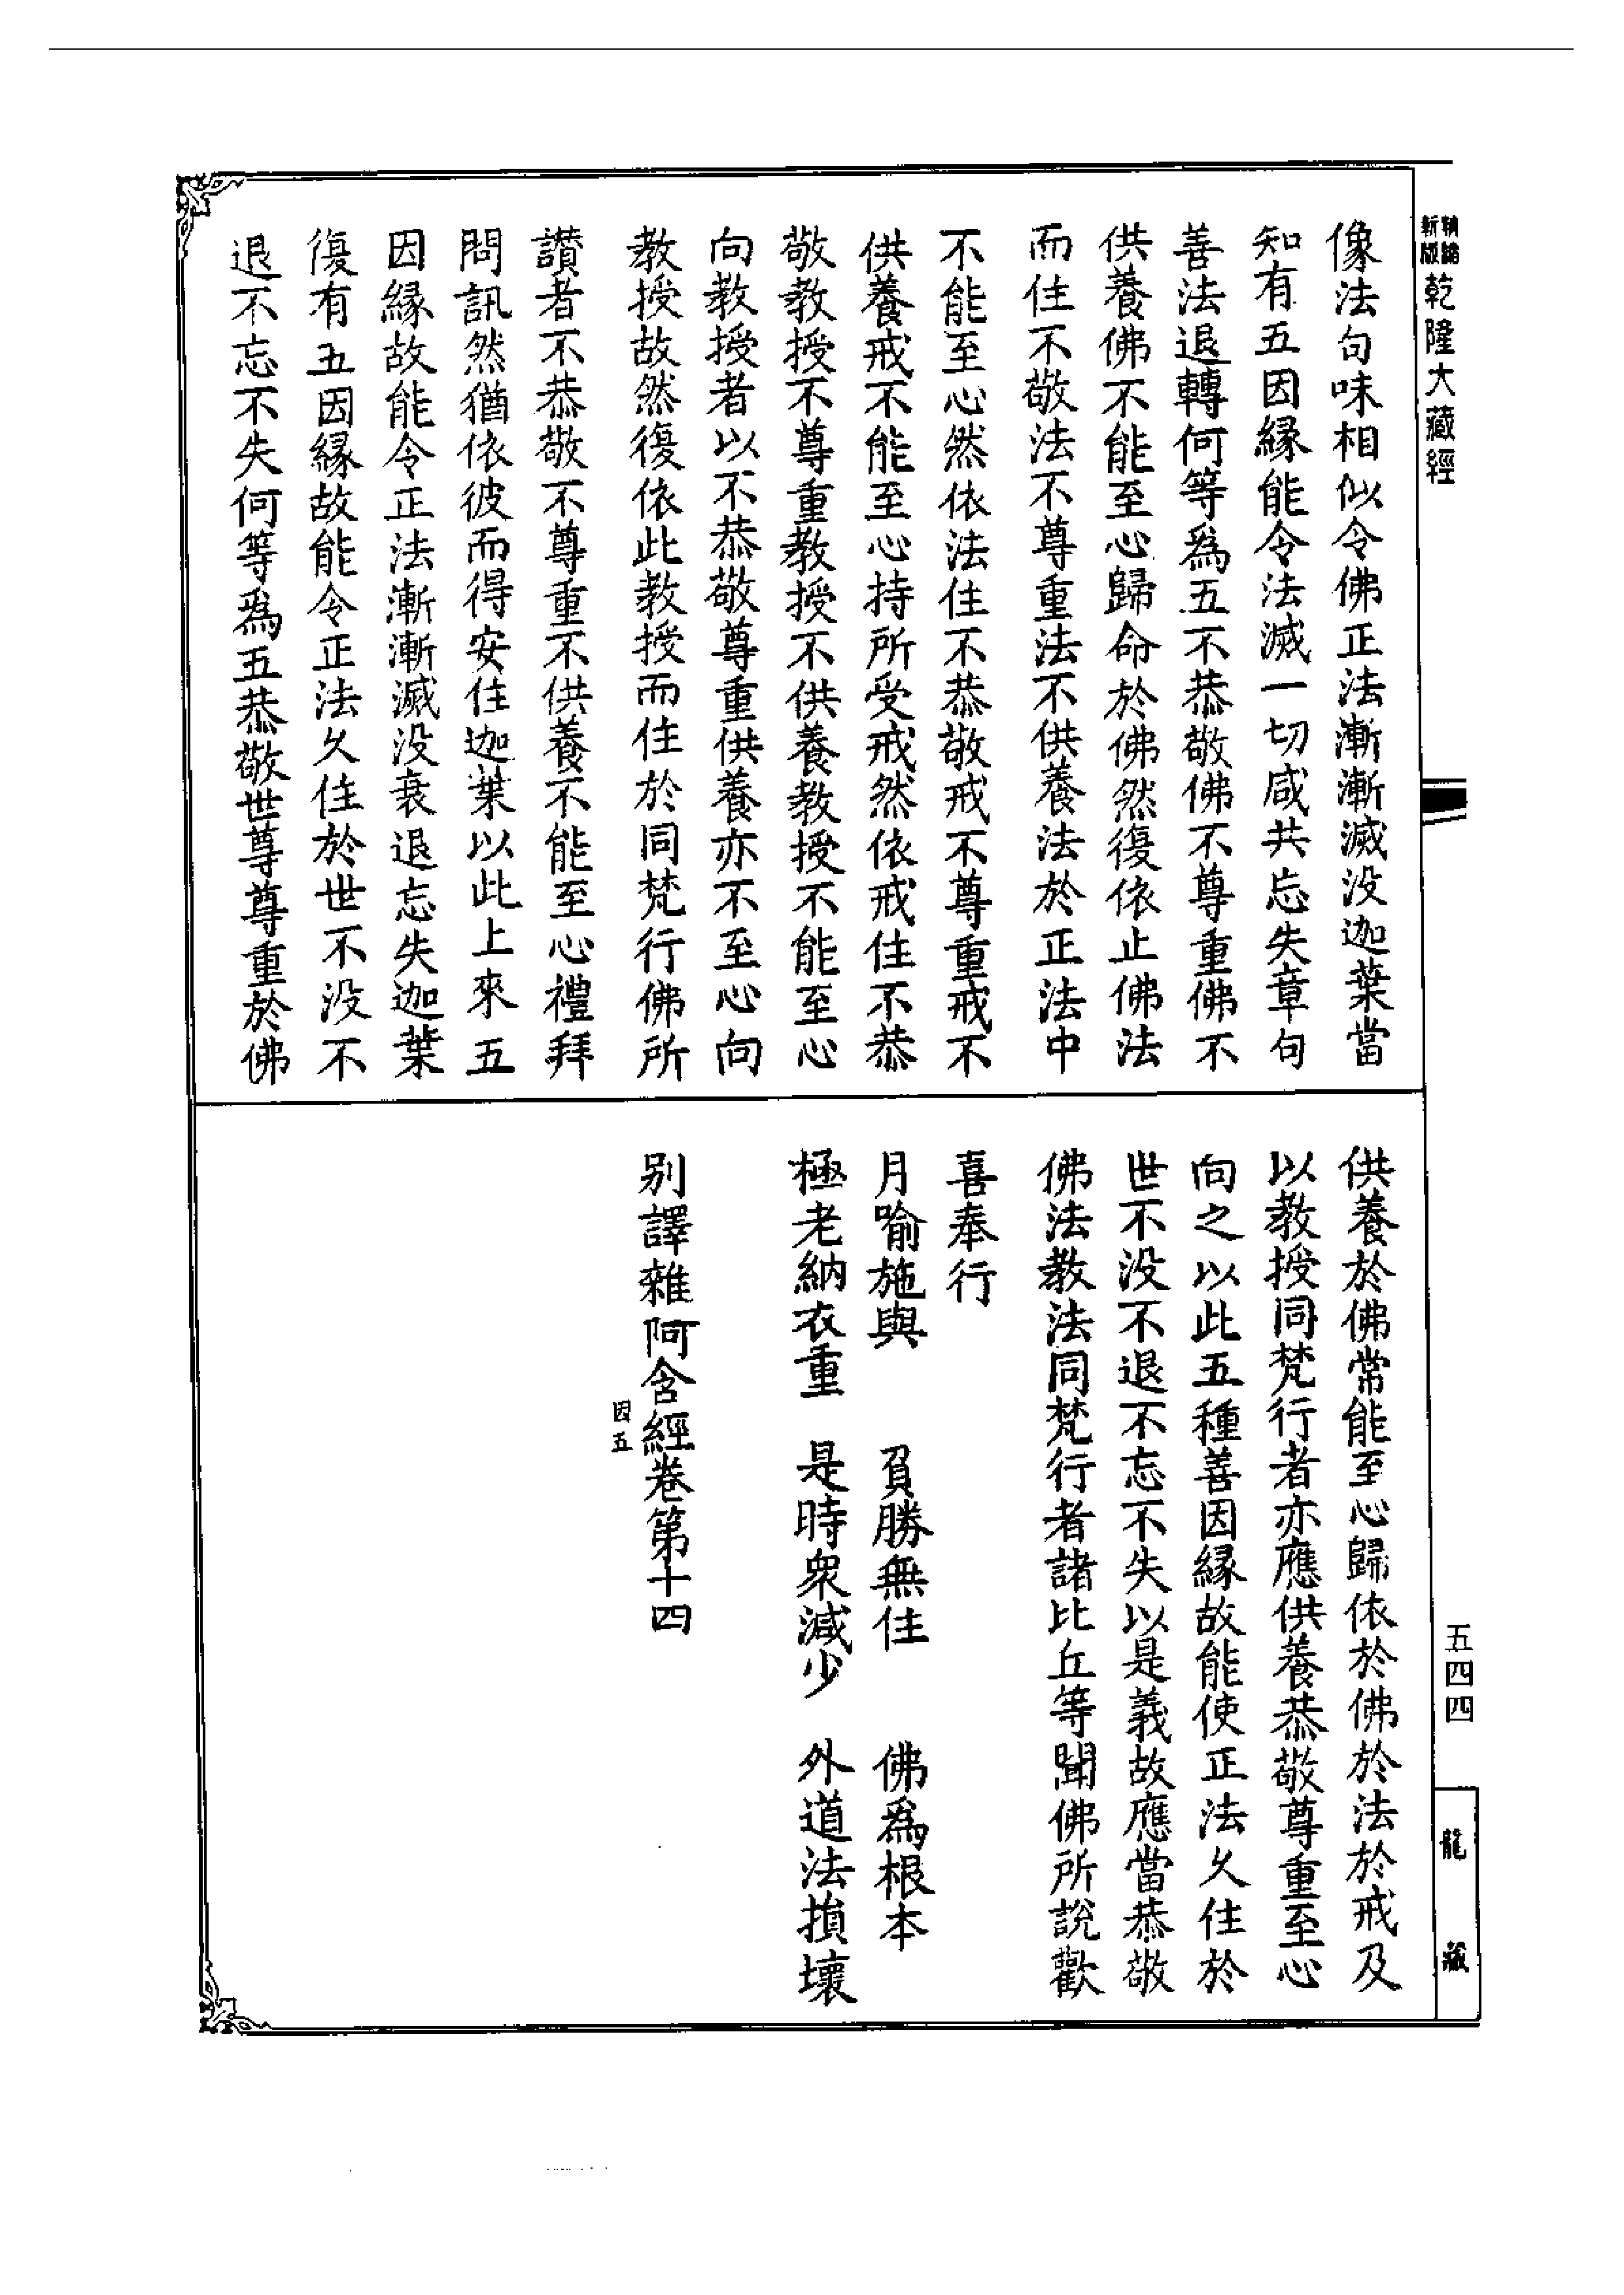 新版
乾隆大藏經
像法句味相似令佛正法漸漸滅没迦葉當
知有五因緣能令法滅一切咸共忘失章句
善法退轉何等爲五不恭敬佛不尊重佛不
供養佛不能至心歸命於佛然復依止佛法
而住不敬法不尊重法不供養法於正法中
不能至心然依法住不恭敬戒不尊重戒不
供養戒不能至心持所受戒然依戒住不恭
敬教授不尊重教授不供養教授不能至心
向教授者以不恭敬尊重供養亦不至心向
教授故然復依此教授而住於同梵行佛所
讃者不恭敬不尊重不供養不能至心禮拜
問訊然猶依彼而得安住迦葉以此上來五
因緣故能令正法漸漸滅没衰退忘失迦葉
復有五因緣故能令正法久住於世不没不
退不忘不失何等爲五恭敬世尊尊重於佛
供養於佛常能至心歸依於佛於法於戒及
以教授同梵行者亦應供養恭敬尊重至心
向之以此五種善因緣故能使正法久住於
世不没不退不忘不失以是義故應當恭敬
佛法教法同梵行者諸比丘等聞佛所說歡
喜奉行
月喻施與　貧勝無住　佛爲根本
極老納衣重　是時衆減少　外道法損壞
别譯雜阿含經卷第十四
因五
五四四
龍藏